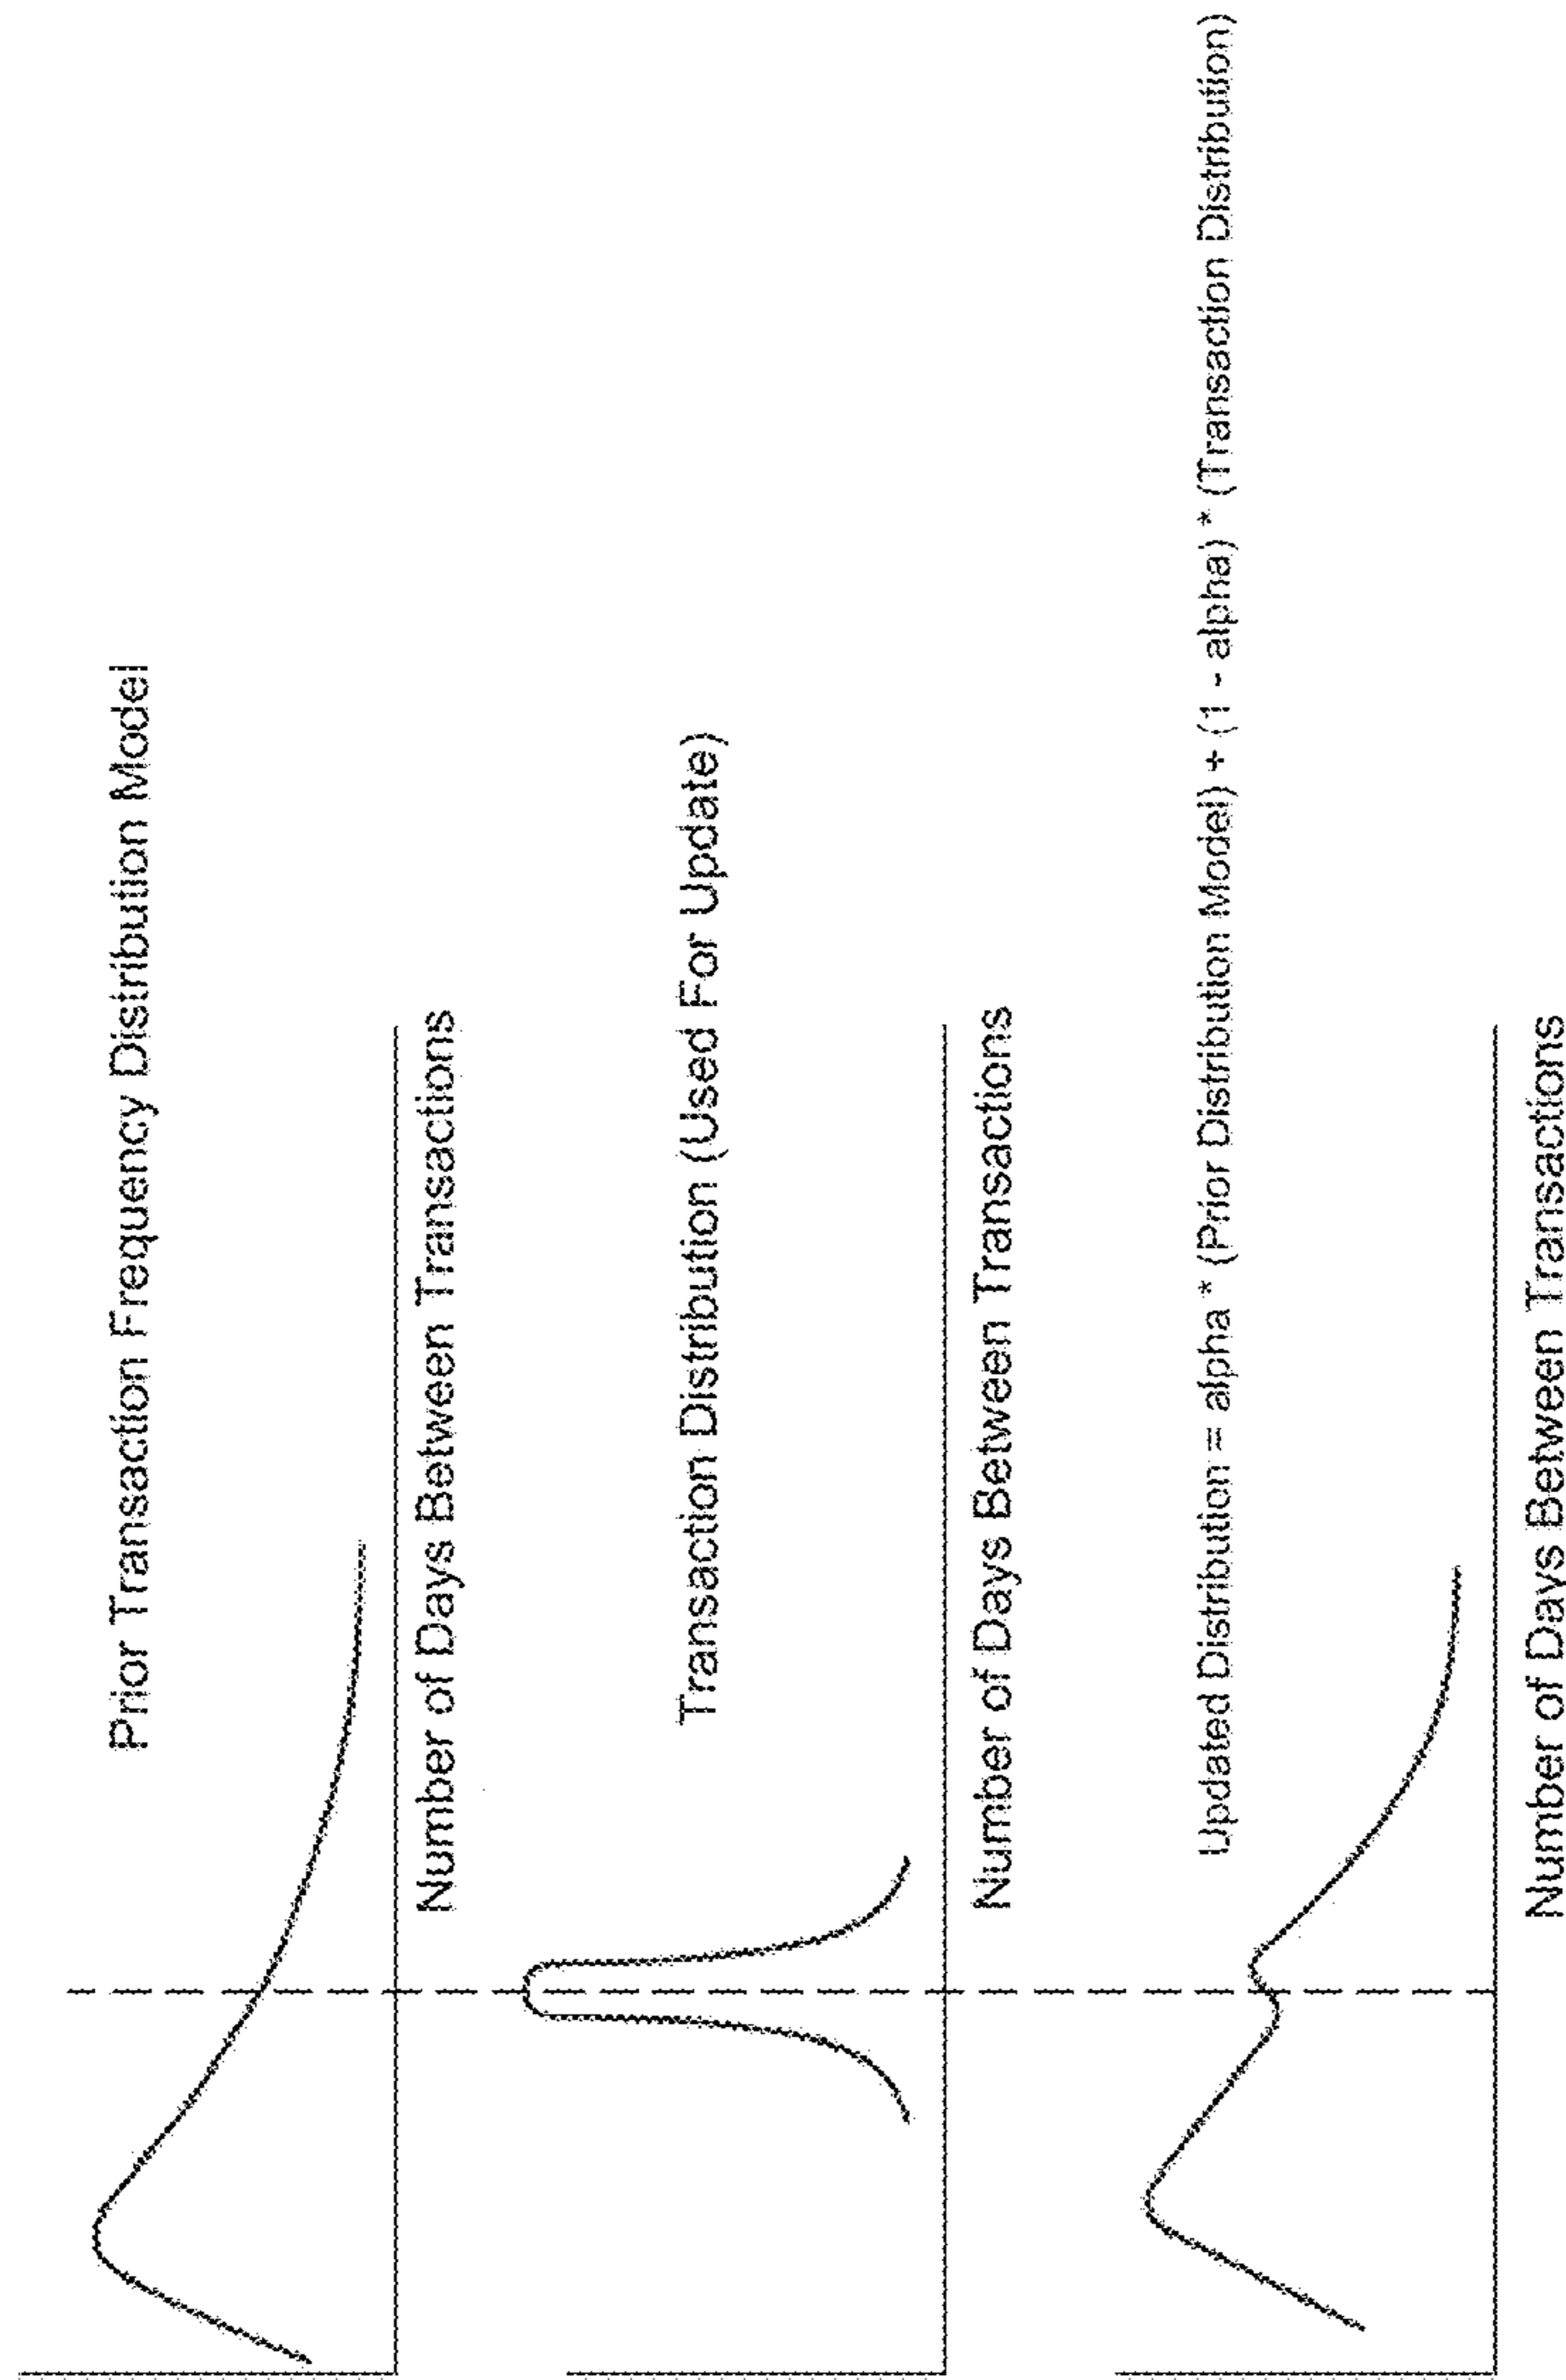 Prior Transaction Frequency Distribution Model
Number of Days Between Transactions
Transaction Distribution (Used For Update)
Number of Days Between Transactions
Updated Distribution = alpha * (Prior Distribution Model) + (1 - alpha) * (Transaction Distribution)
Number of Days Between Transactions